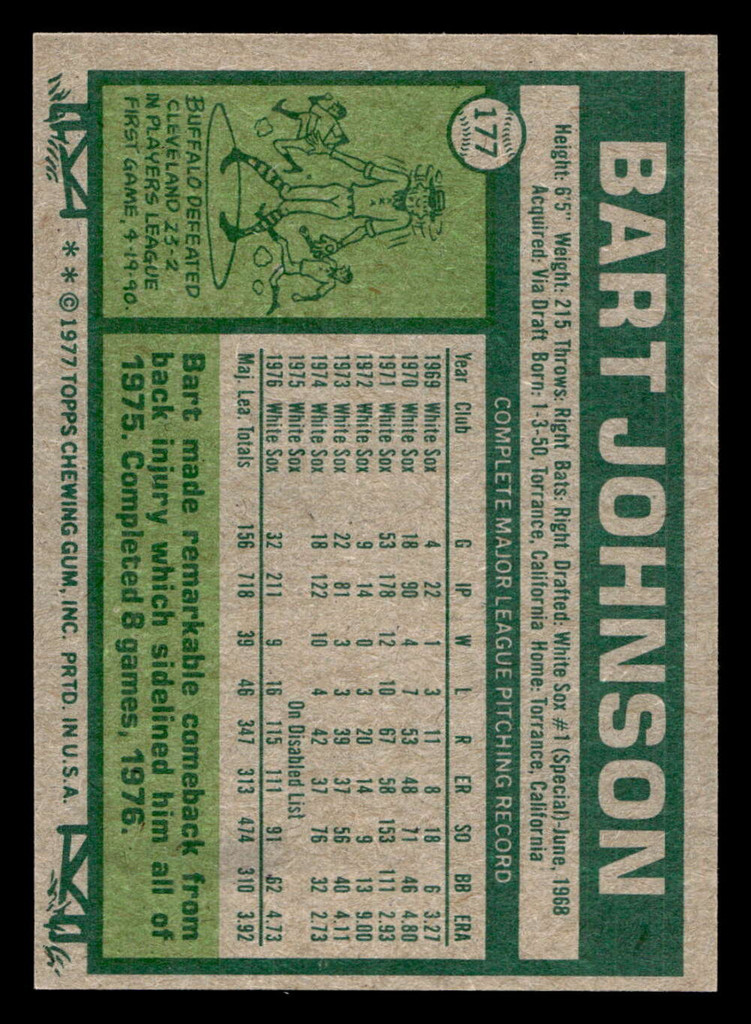 BART JOHNSON
177
Height: 6'5" Weight: 215 Throws: Right Bats: Right Drafted: White Sox #1 (Special)-June, 1968
Acquired: Via Draft Born: 1-3-50, Torrance, California Home: Torrance, California
COMPLETE MAJOR LEAGUE PITCHING RECORD
Year Club G IP W L R ER SO BB ERA
1969 White Sox 4 22 1 3 11 8 18 6 3.27
1970 White Sox 18 90 4 7 53 48 71 46 4.80
1971 White Sox 53 178 12 10 67 58 153 111 2.93
1972 White Sox 9 14 0 3 20 14 9 13 9.00
1973 White Sox 22 81 3 3 39 37 56 40 4.11
1974 White Sox 18 122 10 4 42 37 76 32 2.73
1975 White Sox On Disabled List
1976 White Sox 32 211 9 16 115 111 91 62 4.73
Maj. Lea. Totals 156 718 39 46 347 313 474 310 3.92
BUFFALO DEFEATED
CLEVELAND 23-2
IN PLAYERS LEAGUE
FIRST GAME, 4-19-90.
Bart made remarkable comeback from
back injury which sidelined him all of
1975. Completed 8 games, 1976.
* * © 1977 TOPPS CHEWING GUM, INC. PRTD. IN U.S.A.